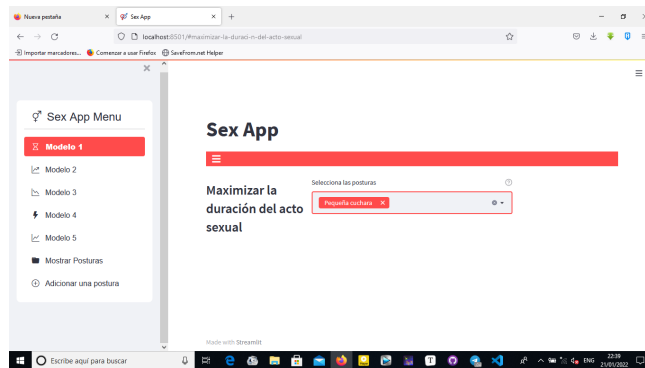 Nueva pestaña
Sex App
localhost:8501/#maximizar-la-duraci-n-del-acto-sexual
Importar marcadores...
Comenzar a usar Firefox
SaveFrom.net Helper
Sex App Menu
Modelo 1
Modelo 2
Modelo 3
Modelo 4
Modelo 5
Mostrar Posturas
Adicionar una postura
Sex App
Maximizar la
duración del acto
sexual
Selecciona las posturas
Pequeña cuchara
Made with Streamlit
Escribe aquí para buscar
ENG
22:39
21/01/2022